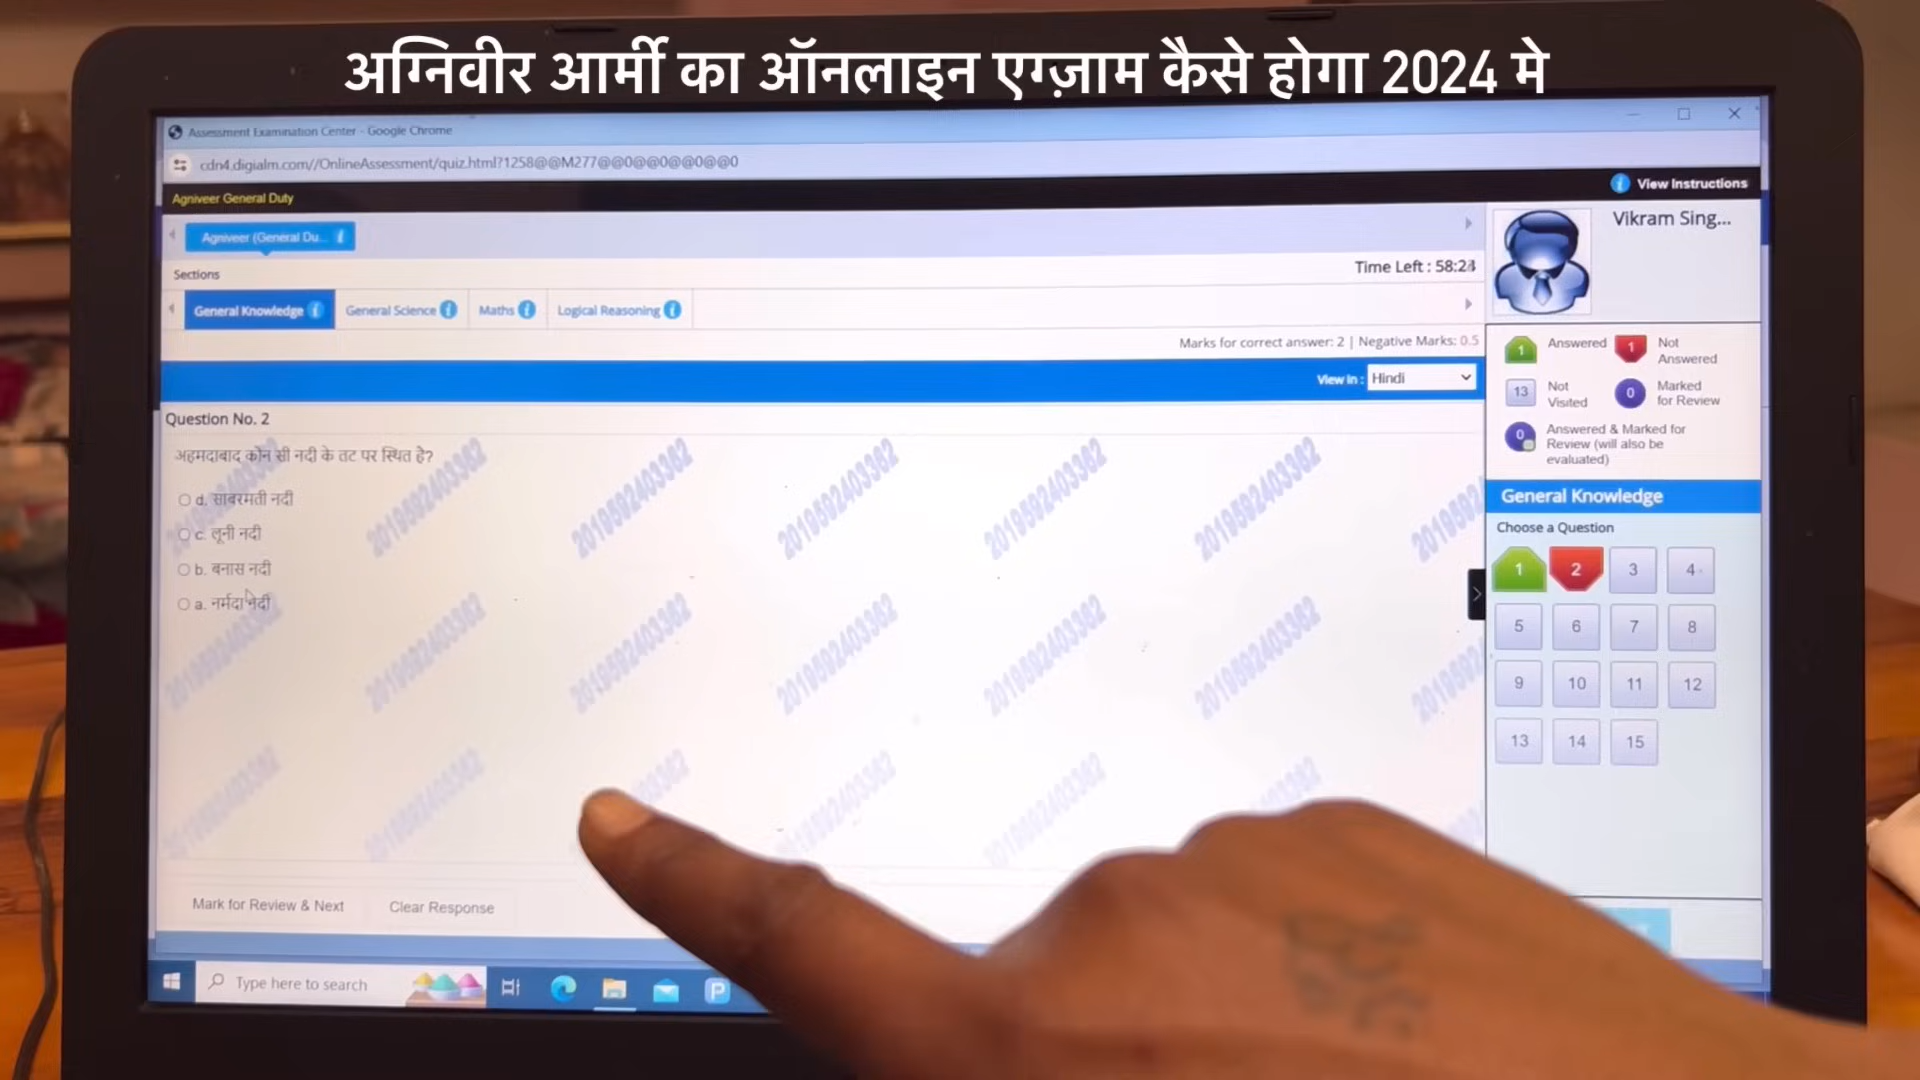 अग्निवीर आर्मी का ऑनलाइन एग्ज़ाम कैसे होगा 2024 मे
Assessment Examination Center - Google Chrome
cdn4.digialm.com//OnlineAssessment/quiz.html?1258@@M277@@0@@0@@0@@0
Agniveer General Duty
View Instructions
Agniveer (General Du...
Vikram Sing...
Sections
Time Left : 58:
General Knowledge
General Science
Maths
Logical Reasoning
Marks for correct answer: 2 | Negative Marks: 0.5
View in : Hindi
1 Answered
1 Not Answered
13 Not Visited
0 Marked for Review
0 Answered & Marked for Review (will also be evaluated)
Question No. 2
अहमदाबाद कौन सी नदी के तट पर स्थित है?
d. साबरमती नदी
c. लूनी नदी
b. बनास नदी
a. नर्मदा नदी
2019592403362
General Knowledge
Choose a Question
1 2 3 4
5 6 7 8
9 10 11 12
13 14 15
Mark for Review & Next
Clear Response
Type here to search